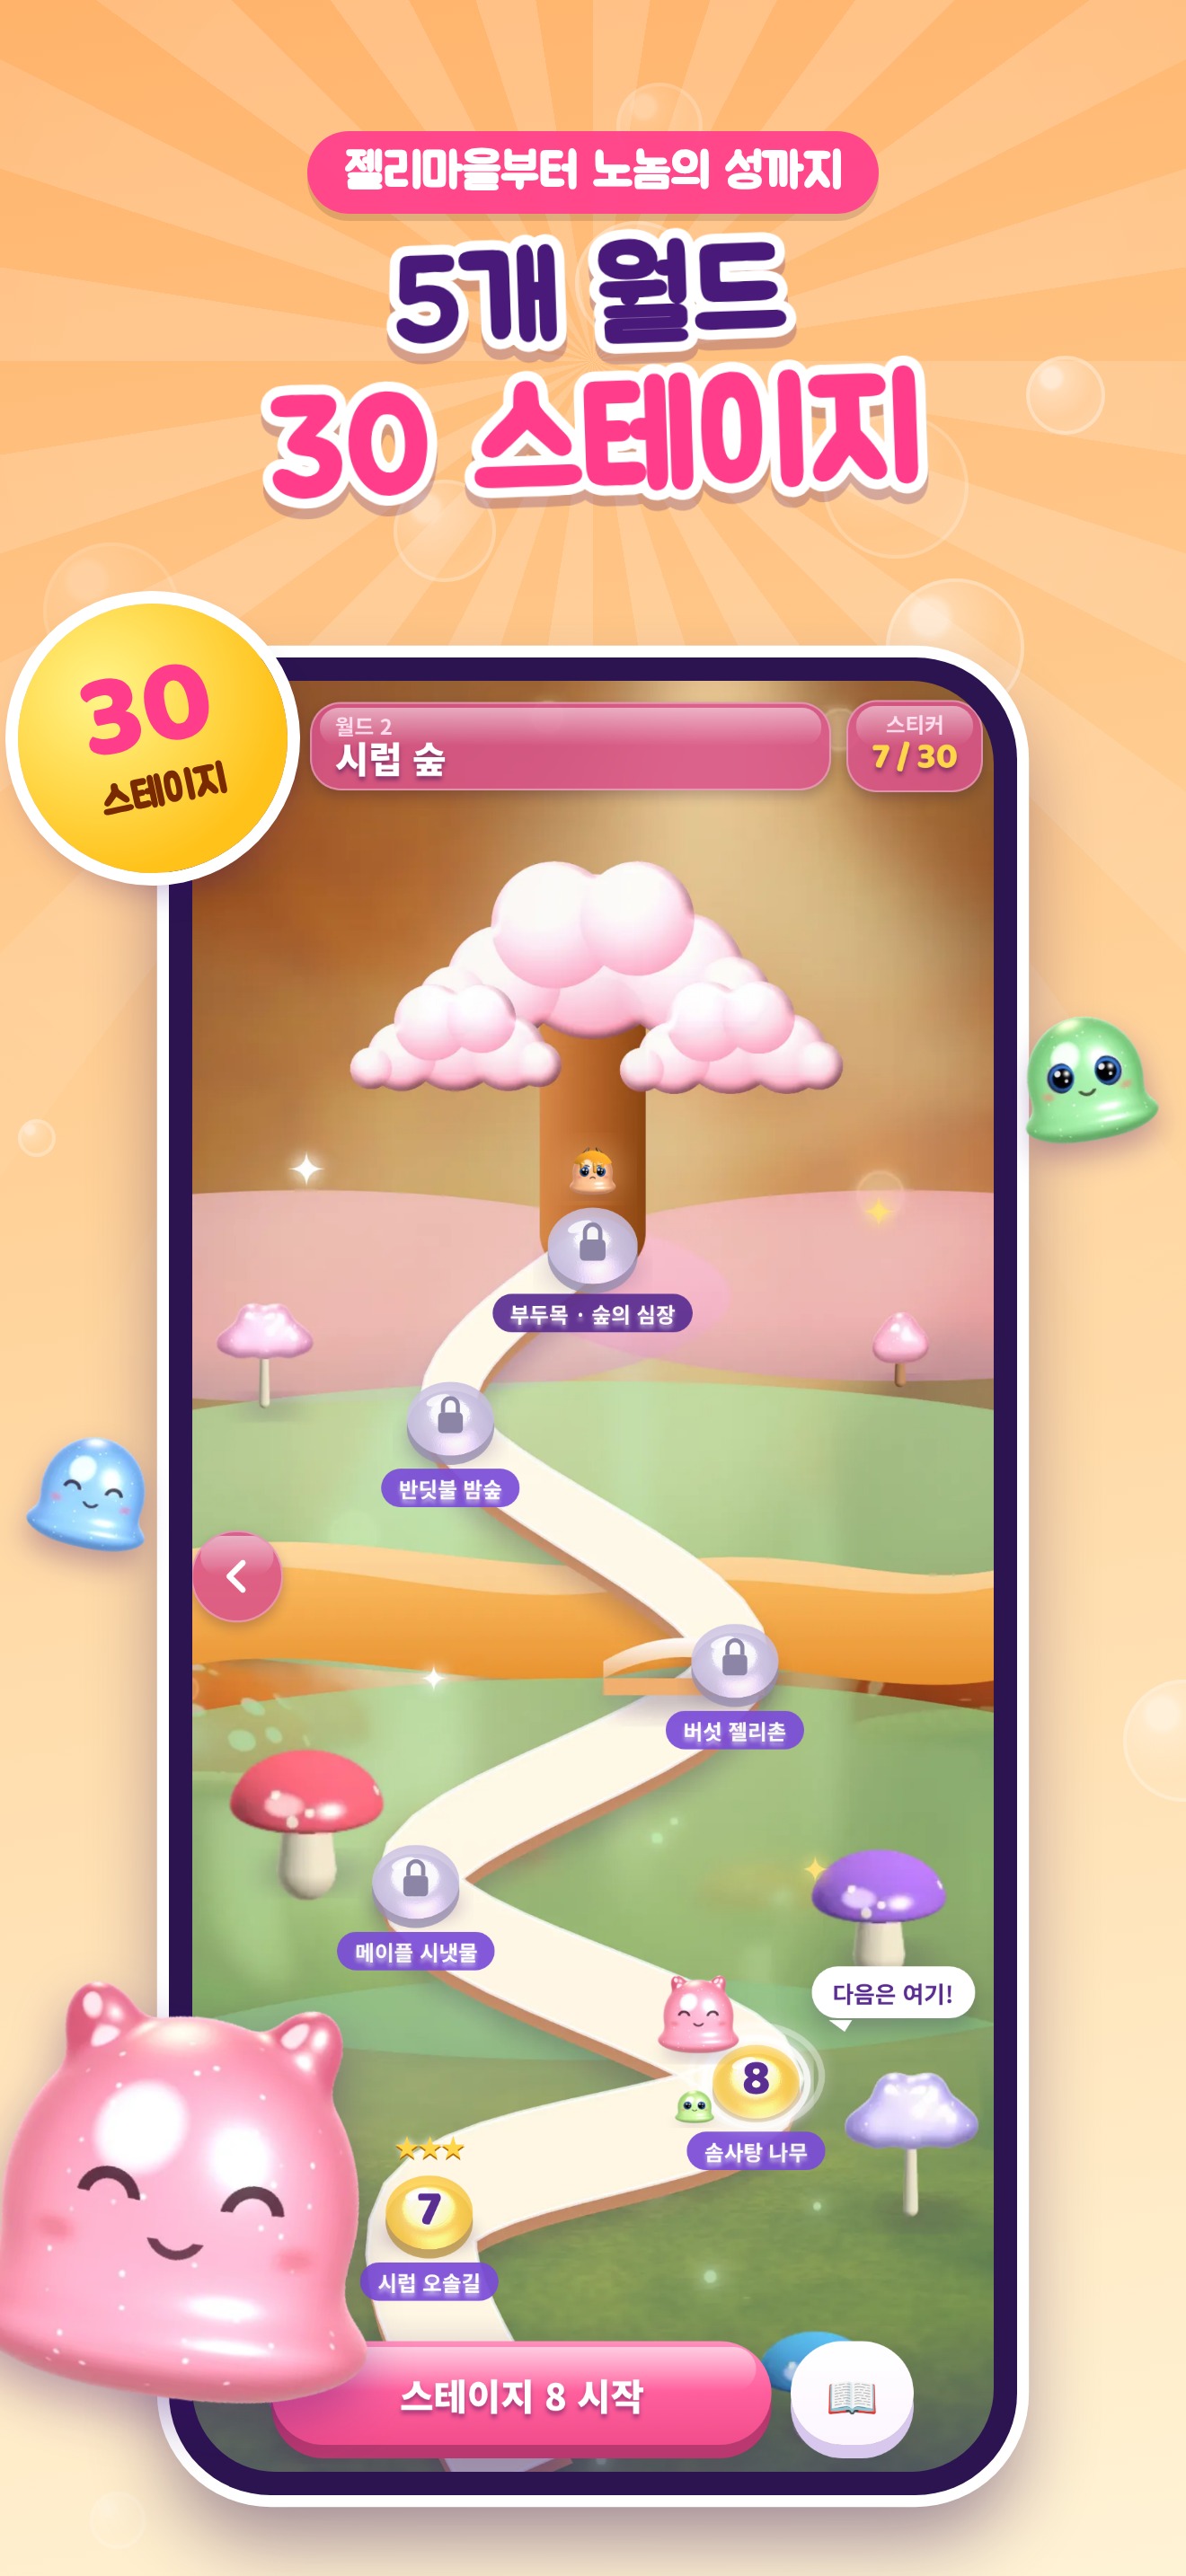 젤리마을부터 노놈의 성까지
5개 월드
30 스테이지
30
스테이지
월드 2
시럽 숲
스티커
7 / 30
부두목 · 숲의 심장
반딧불 밤숲
버섯 젤리촌
메이플 시냇물
다음은 여기!
8
솜사탕 나무
7
시럽 오솔길
스테이지 8 시작